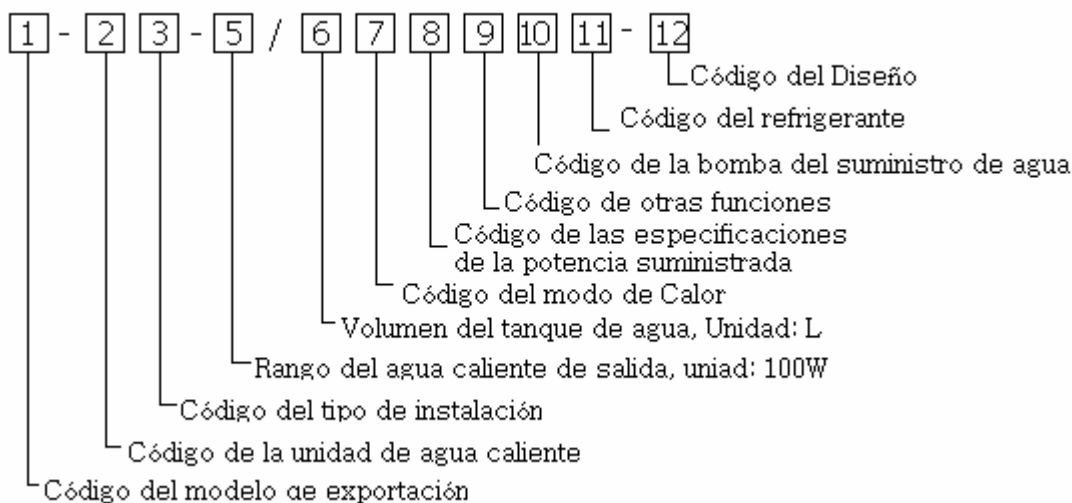 1 - 2 3 - 5 / 6 7 8 9 10 11 - 12
Código del Diseño
Código del refrigerante
Código de la bomba del suministro de agua
Código de otras funciones
Código de las especificaciones
de la potencia suministrada
Código del modo de Calor
Volumen del tanque de agua, Unidad: L
Rango del agua caliente de salida, uniad: 100W
Código del tipo de instalación
Código de la unidad de agua caliente
Código del modelo de exportación